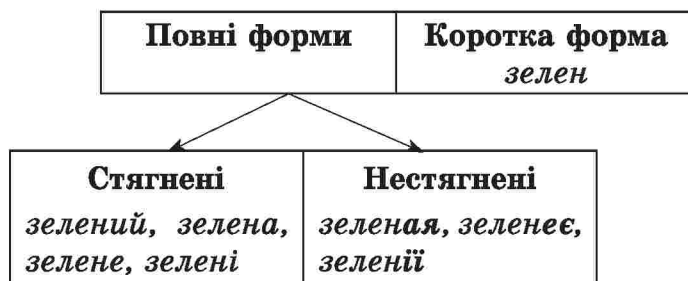 Повні форми
Коротка форма
зелен
Стягнені
зелений, зелена,
зелене, зелені
Нестягнені
зеленая, зеленеє,
зеленії